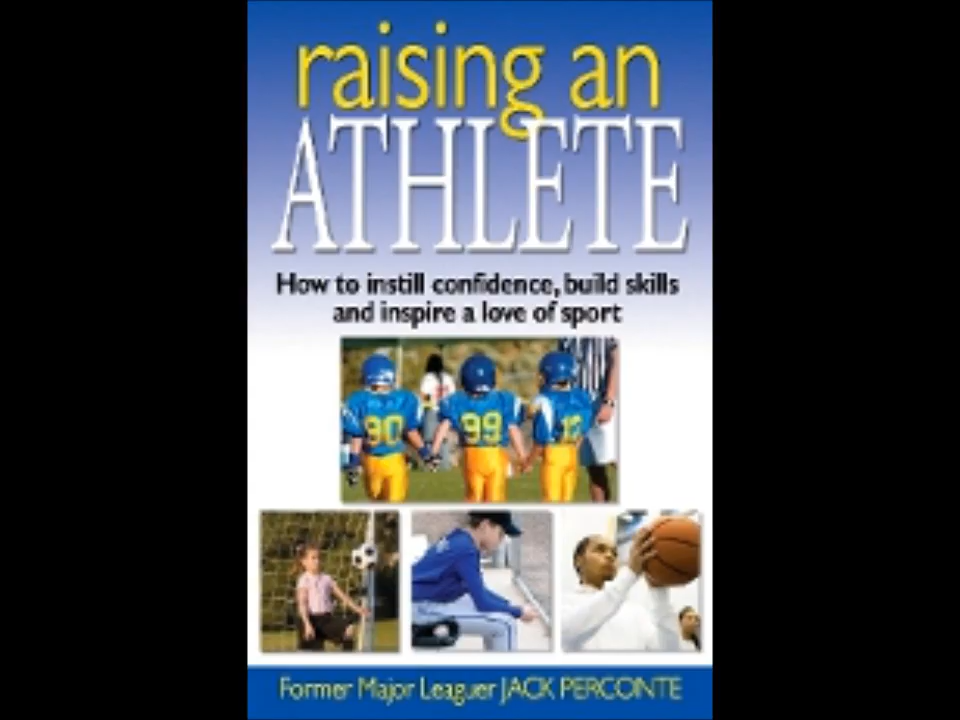 raising an
ATHLETE
How to instill confidence, build skills
and inspire a love of sport
90 99 12
Former Major Leaguer JACK PERCONTE